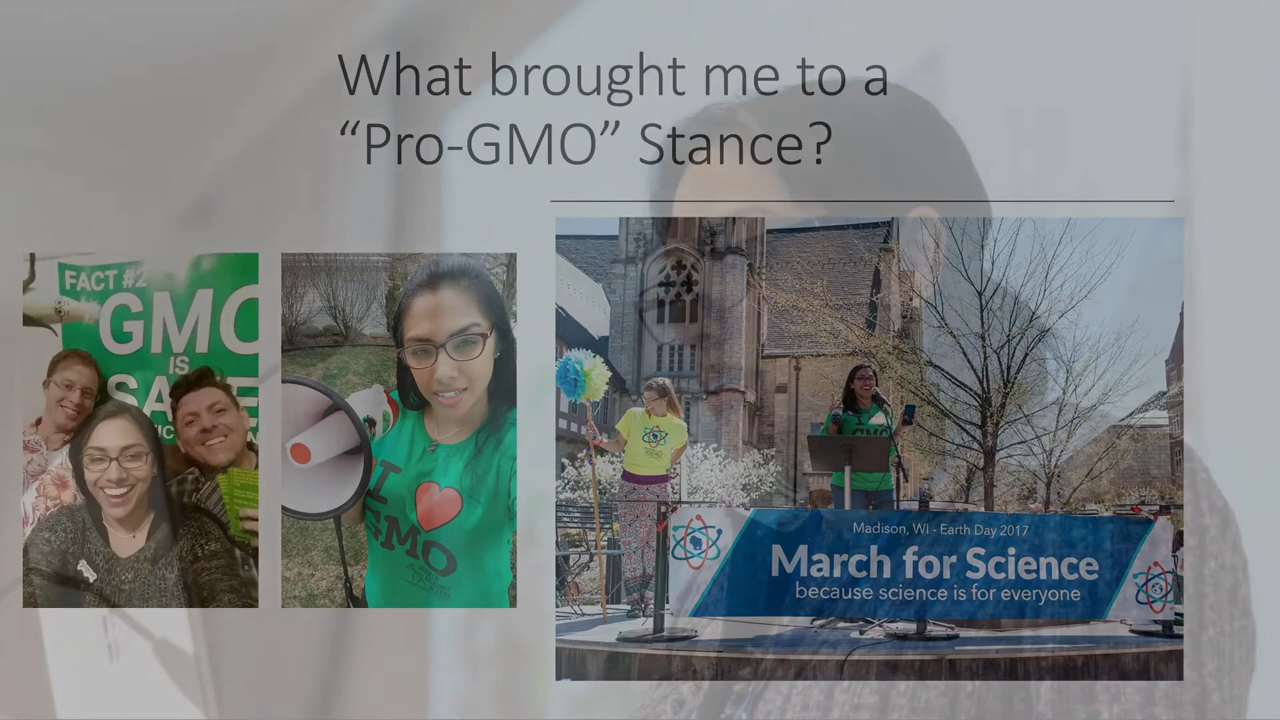 What brought me to a
“Pro-GMO” Stance?
FACT #2
GMO
IS
SAFE
I
GMO
Madison, WI - Earth Day 2017
March for Science
because science is for everyone